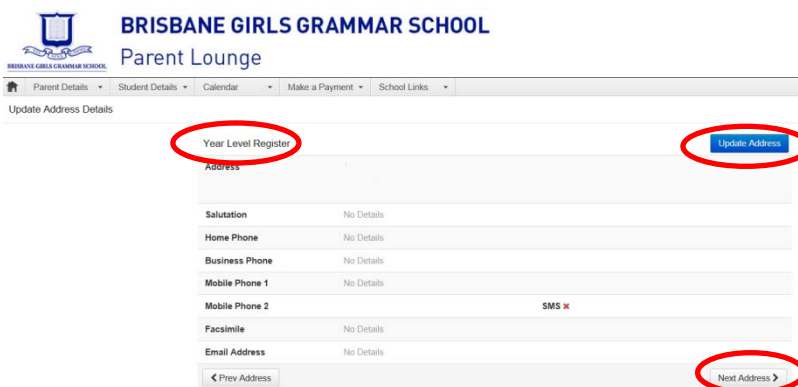 BRISBANE GIRLS GRAMMAR SCHOOL
Parent Lounge
BRISBANE GIRLS GRAMMAR SCHOOL
Parent Details Student Details Calendar Make a Payment School Links
Update Address Details
Year Level Register Update Address
Address
Salutation No Details
Home Phone No Details
Business Phone No Details
Mobile Phone 1 No Details
Mobile Phone 2 SMS ×
Facsimile No Details
Email Address No Details
Prev Address Next Address